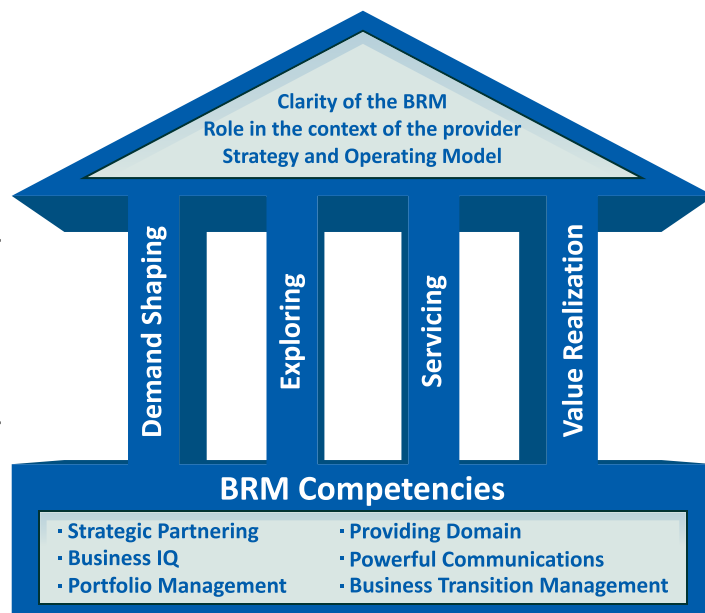 Clarity of the BRM
Role in the context of the provider
Strategy and Operating Model
Demand Shaping
Exploring
Servicing
Value Realization
BRM Competencies
· Strategic Partnering
· Business IQ
· Portfolio Management
· Providing Domain
· Powerful Communications
· Business Transition Management